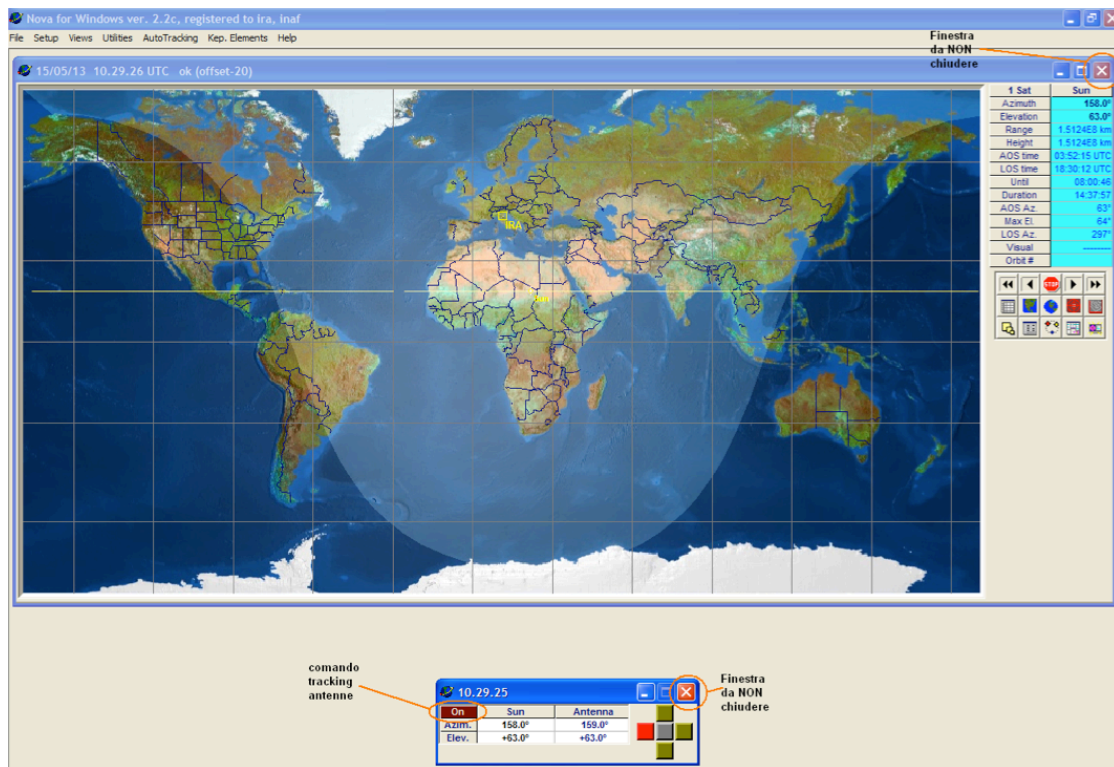 Nova for Windows ver. 2.2c, registered to ira, inaf
File Setup Views Utilities AutoTracking Kep. Elements Help
Finestra
da NON
chiudere
15/05/13 10.29.26 UTC ok (offset-20)
1 Sat Sun
Azimuth 158.0°
Elevation 63.0°
Range 1.5124E8 km
Height 1.5124E8 km
AOS time 03:52:15 UTC
LOS time 18:30:12 UTC
Until 08:00:46
Duration 14:37:57
AOS Az. 63°
Max El. 64°
LOS Az. 297°
Visual --------
Orbit #
STOP
IRA
Sun
comando
tracking
antenne
Finestra
da NON
chiudere
10.29.25
On Sun Antenna
Azim. 158.0° 159.0°
Elev. +63.0° +63.0°